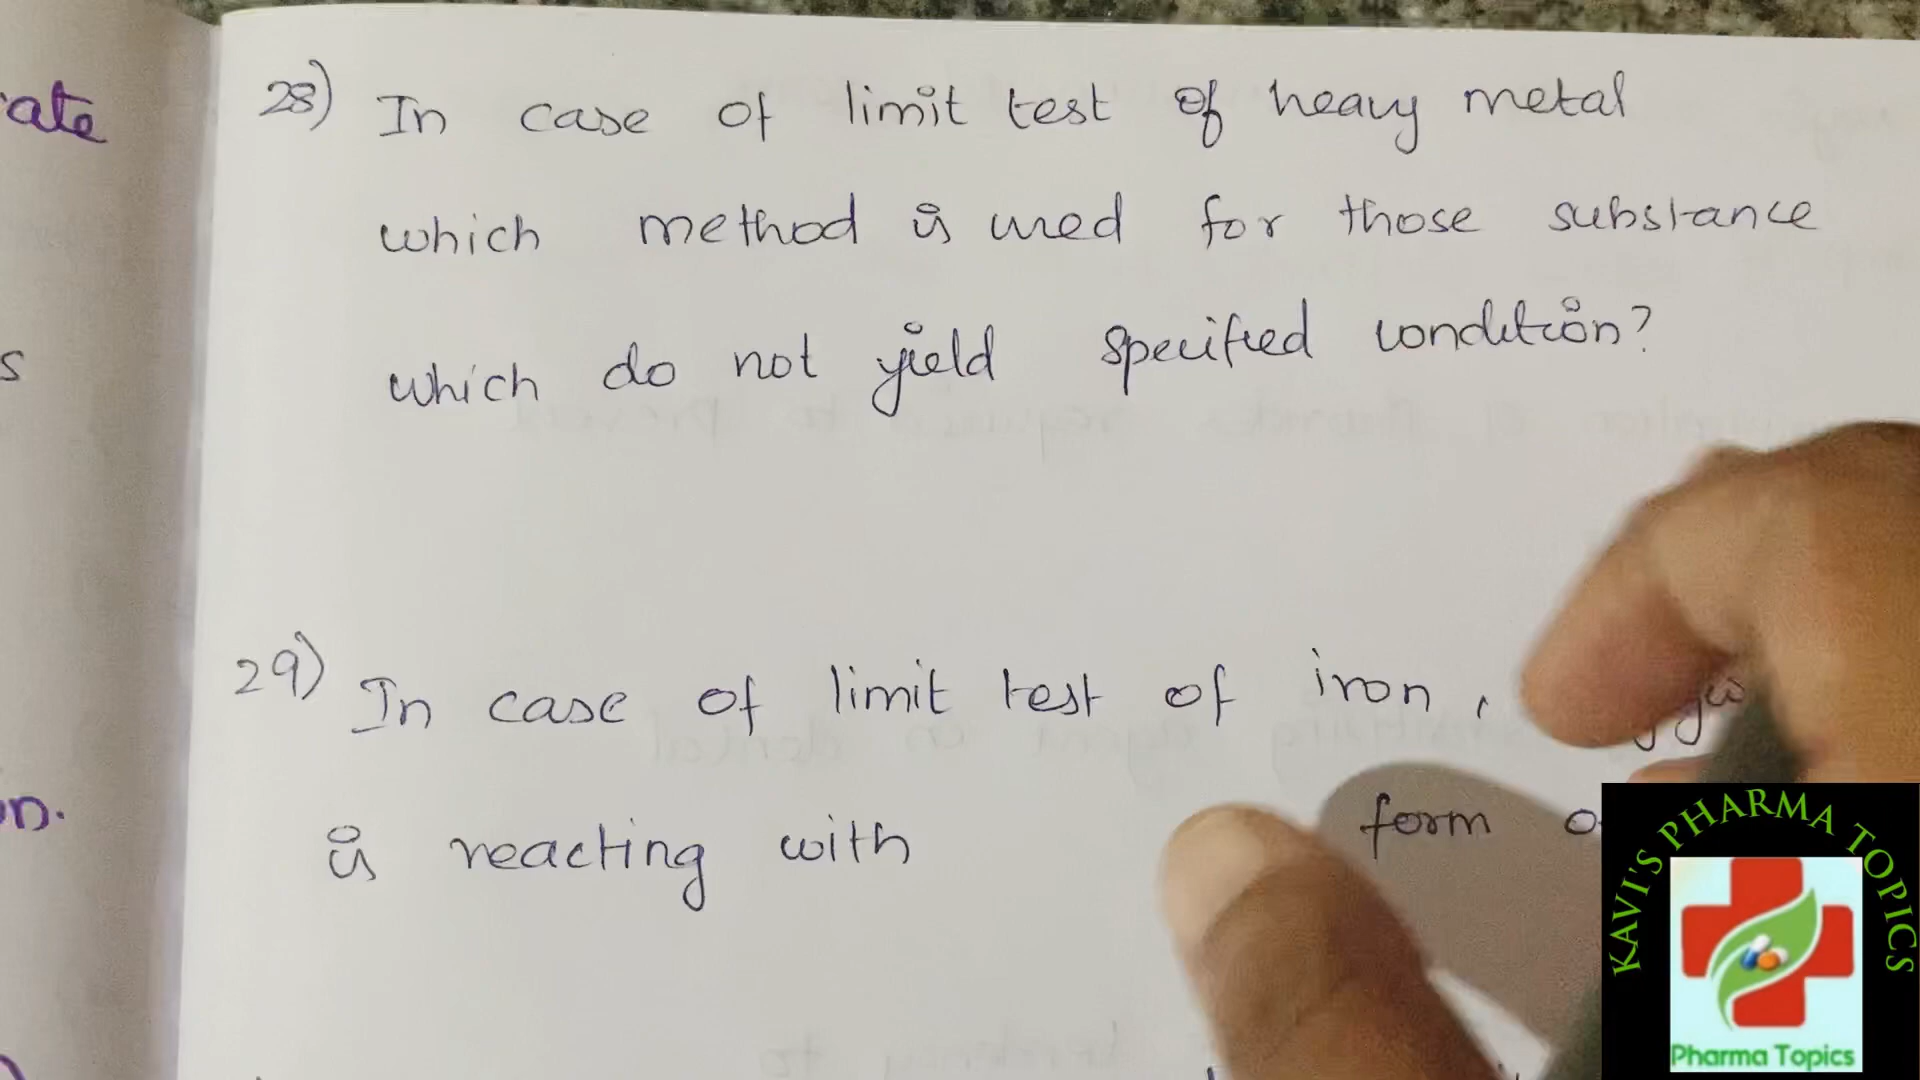 ate
28) In case of limit test of heavy metal
which method is used for those substance
which do not yield specified condition?
s
29) In case of limit test of iron,
is reacting with form
on.
KAVI'S PHARMA TOPICS
Pharma Topics